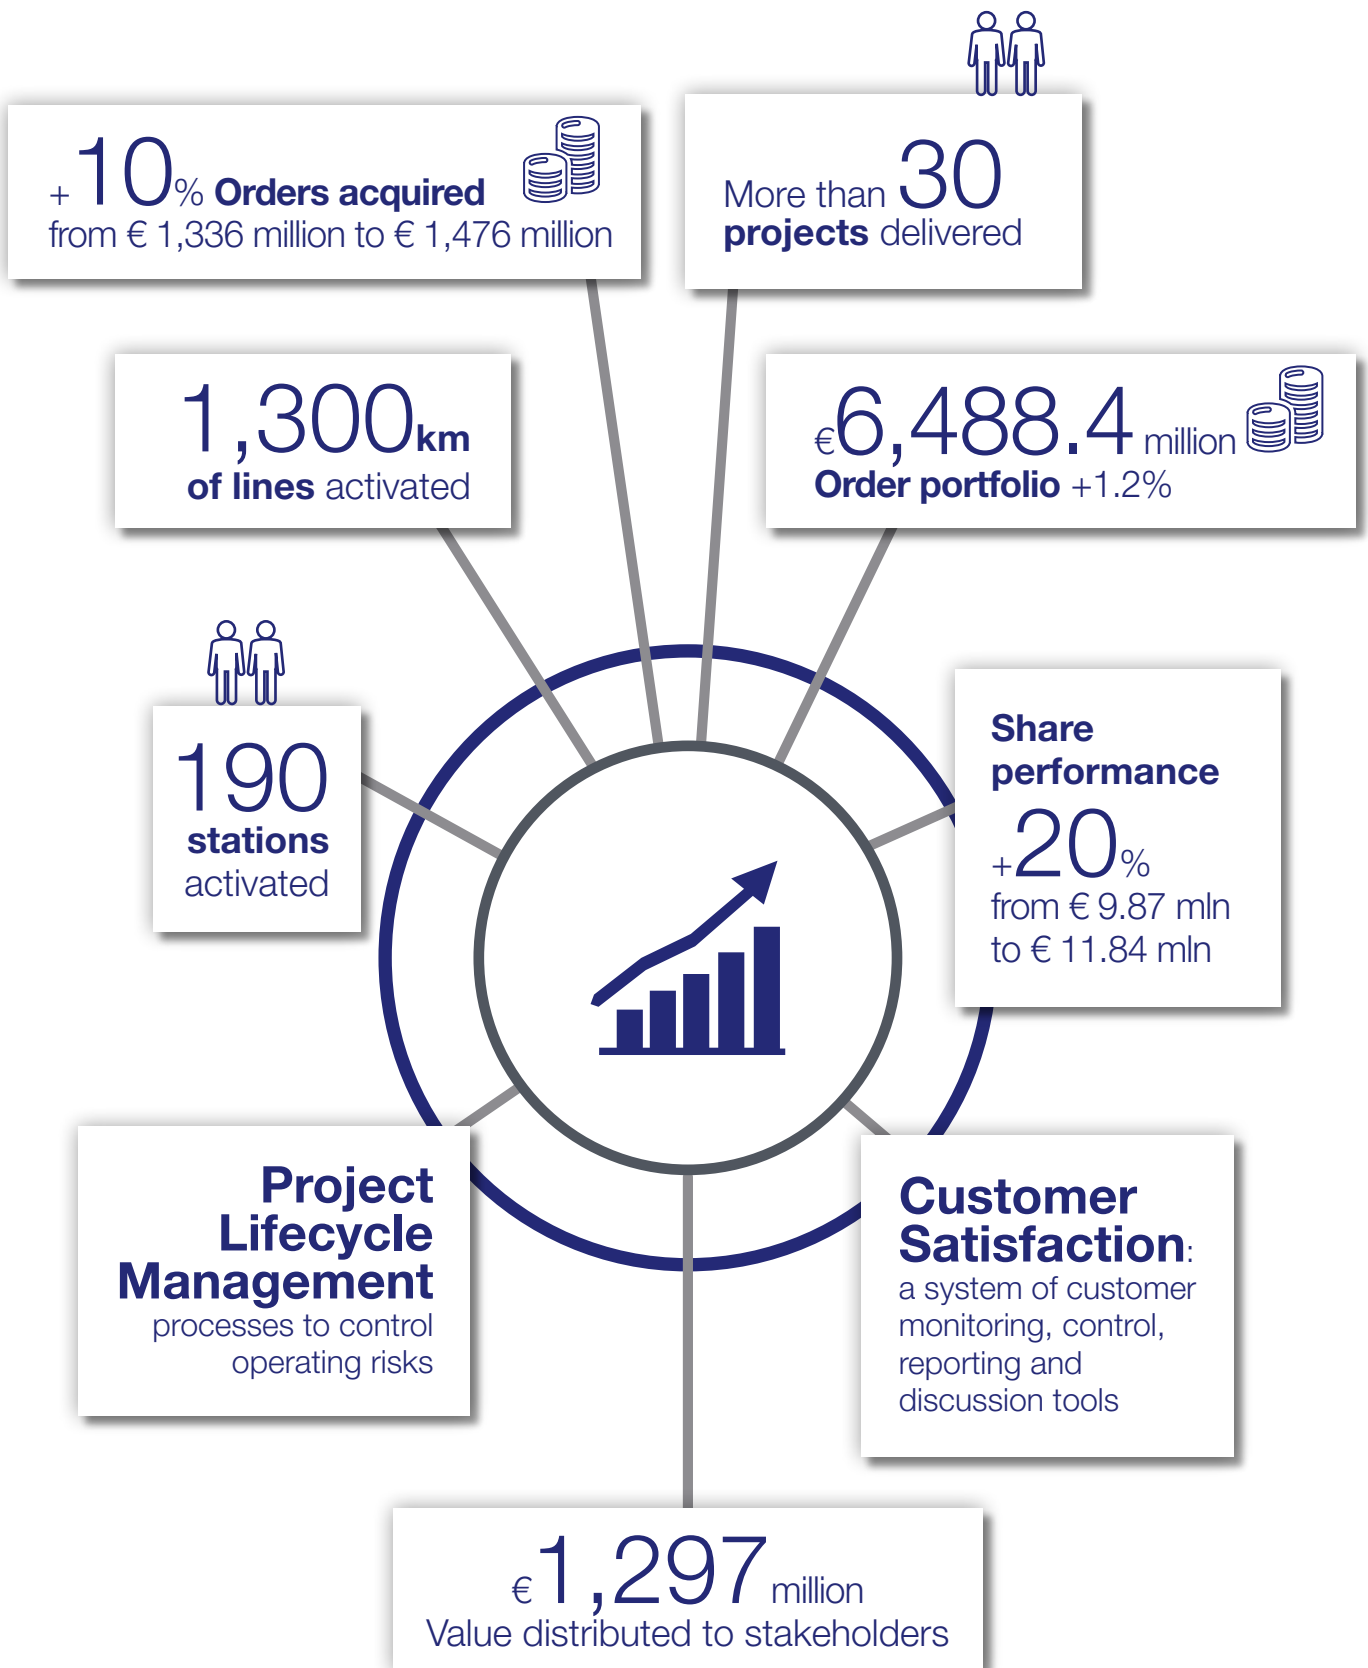 +10% Orders acquired
from € 1,336 million to € 1,476 million
More than 30
projects delivered
1,300km
of lines activated
€6,488.4 million
Order portfolio +1.2%
190
stations
activated
Share
performance
+20%
from € 9.87 mln
to € 11.84 mln
Project
Lifecycle
Management
processes to control
operating risks
Customer
Satisfaction:
a system of customer
monitoring, control,
reporting and
discussion tools
€1,297 million
Value distributed to stakeholders